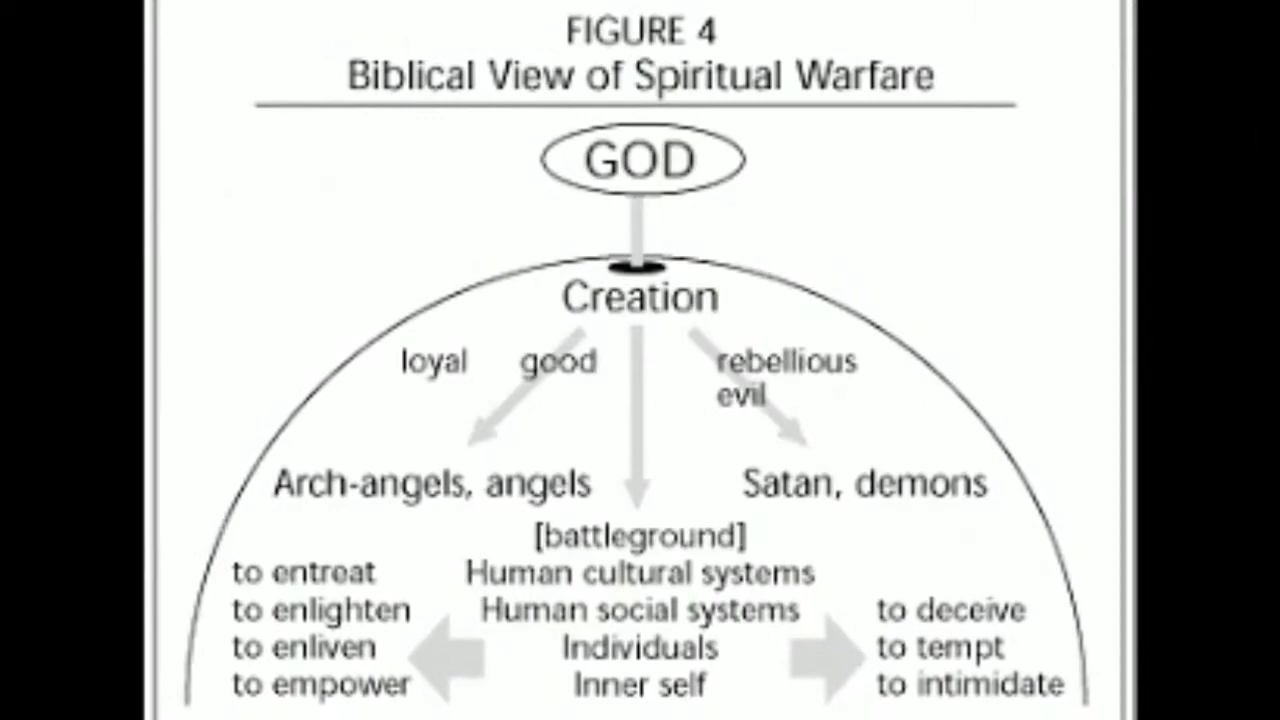 FIGURE 4
Biblical View of Spiritual Warfare
GOD
Creation
loyal good rebellious
evil
Arch-angels, angels Satan, demons
[battleground]
to entreat Human cultural systems
to enlighten Human social systems to deceive
to enliven Individuals to tempt
to empower Inner self to intimidate